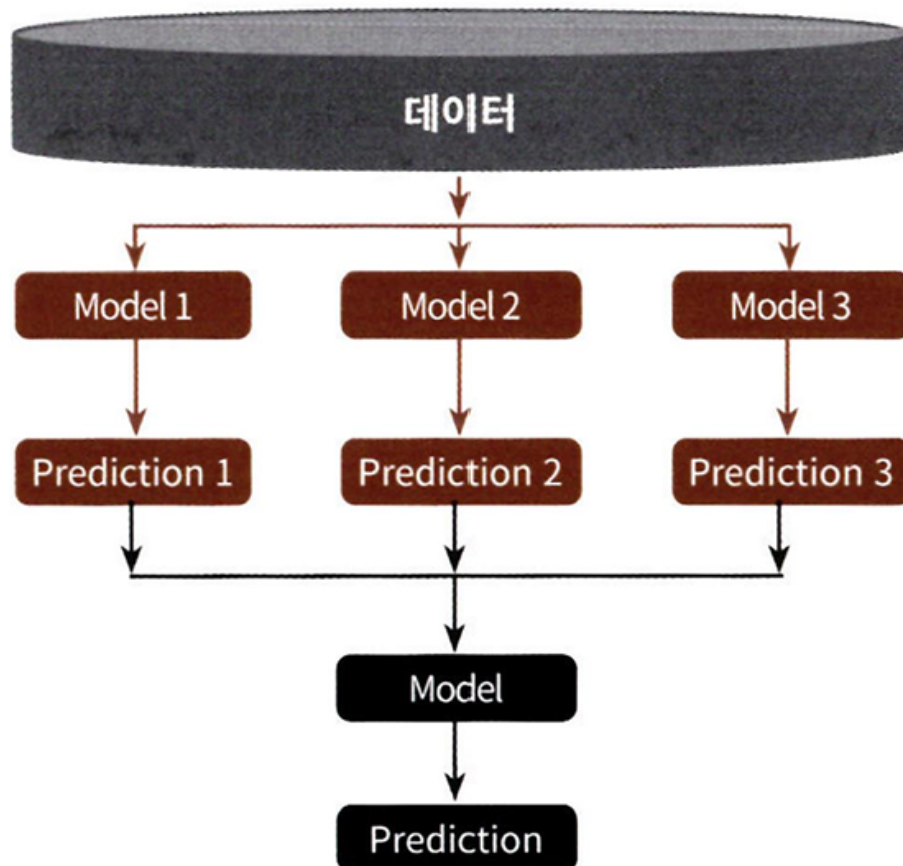 데이터
Model 1
Model 2
Model 3
Prediction 1
Prediction 2
Prediction 3
Model
Prediction